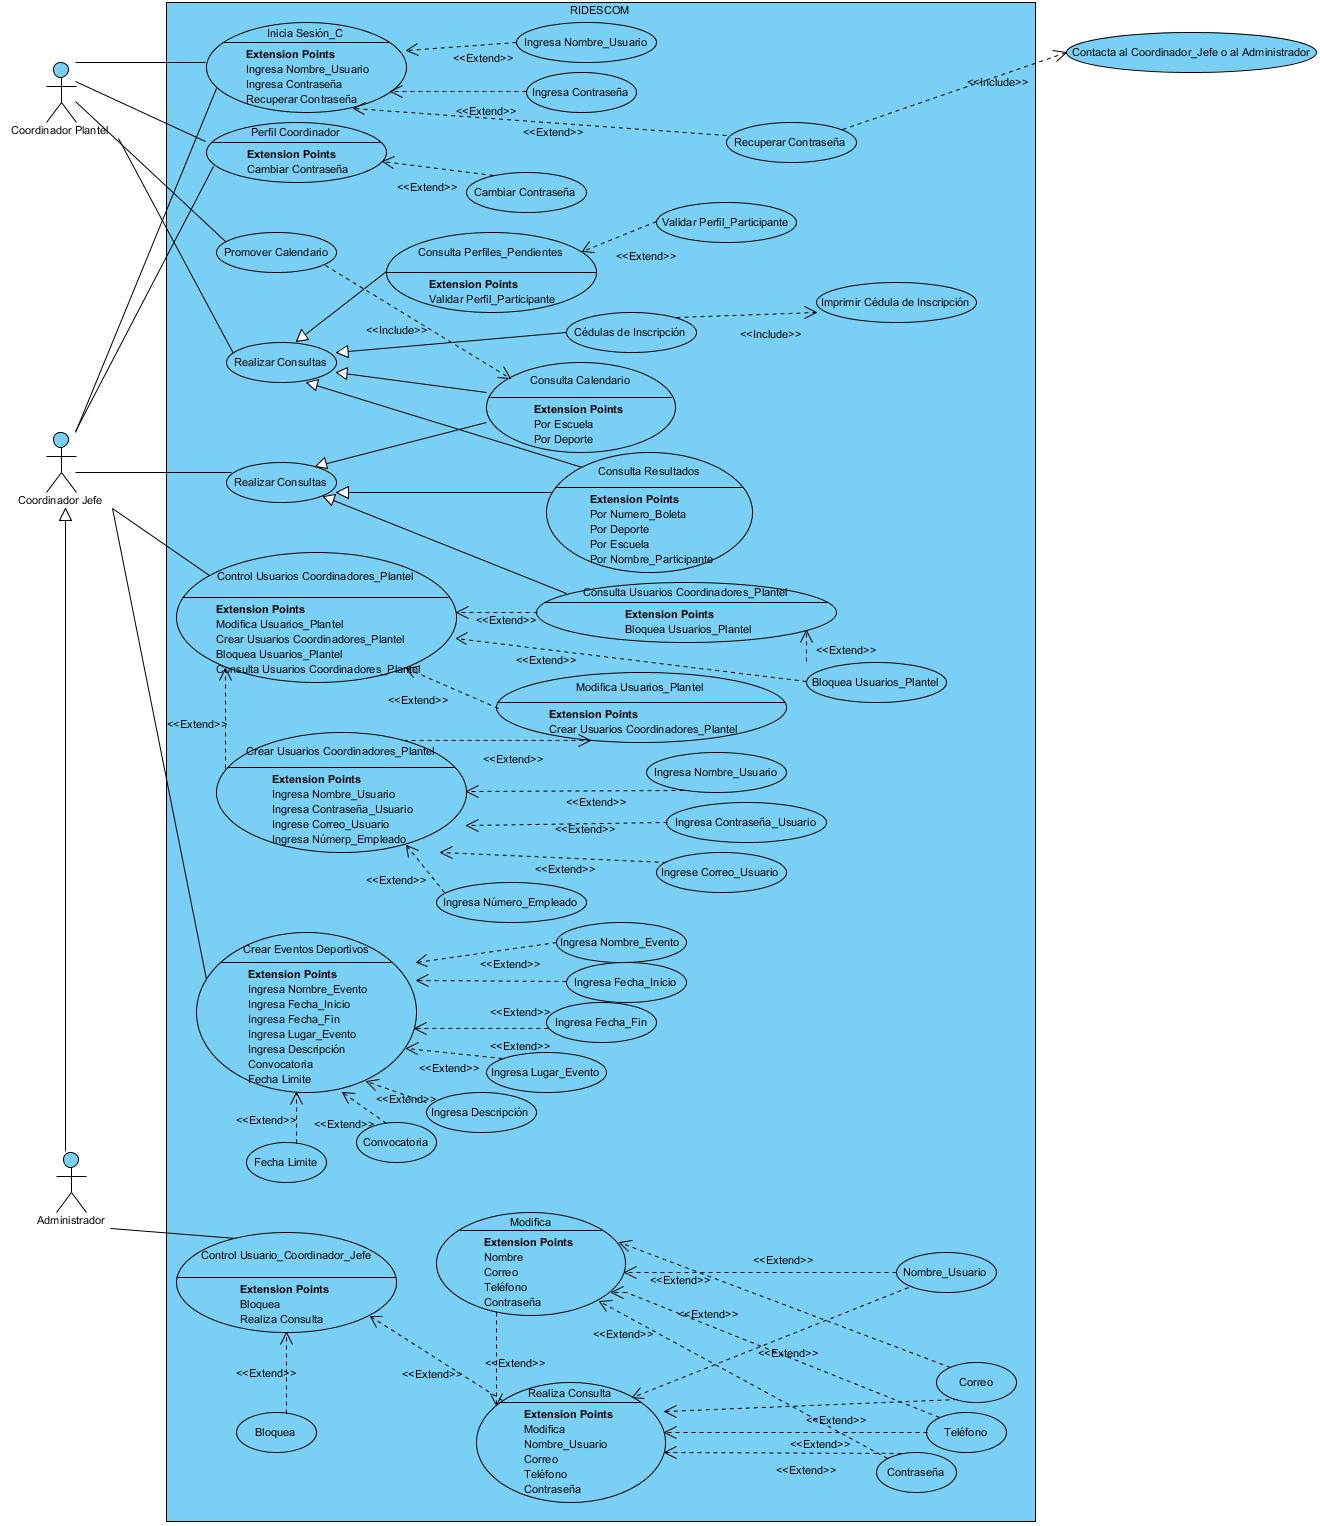 RIDESCOM
Inicia Sesión_C
Extension Points
Ingresa Nombre_Usuario
Ingresa Contraseña
Recuperar Contraseña
Ingresa Nombre_Usuario
<<Extend>>
Ingresa Contraseña
<<Extend>>
<<Extend>>
Recuperar Contraseña
<<Include>>
Contacta al Coordinador_Jefe o al Administrador
Coordinador Plantel
Perfil Coordinador
Extension Points
Cambiar Contraseña
<<Extend>>
Cambiar Contraseña
Promover Calendario
Consulta Perfiles_Pendientes
Extension Points
Validar Perfil_Participante
Validar Perfil_Participante
<<Extend>>
<<Include>>
Cédulas de Inscripción
Imprimir Cédula de Inscripción
<<Include>>
Realizar Consultas
Consulta Calendario
Extension Points
Por Escuela
Por Deporte
Coordinador Jefe
Realizar Consultas
Consulta Resultados
Extension Points
Por Numero_Boleta
Por Deporte
Por Escuela
Por Nombre_Participante
Control Usuarios Coordinadores_Plantel
Extension Points
Modifica Usuarios_Plantel
Crear Usuarios Coordinadores_Plantel
Bloquea Usuarios_Plantel
Consulta Usuarios Coordinadores_Plantel
Consulta Usuarios Coordinadores_Plantel
Extension Points
Bloquea Usuarios_Plantel
<<Extend>>
<<Extend>>
<<Extend>>
Bloquea Usuarios_Plantel
Modifica Usuarios_Plantel
Extension Points
Crear Usuarios Coordinadores_Plantel
<<Extend>>
<<Extend>>
<<Extend>>
Crear Usuarios Coordinadores_Plantel
Extension Points
Ingresa Nombre_Usuario
Ingresa Contraseña_Usuario
Ingrese Correo_Usuario
Ingresa Númerp_Empleado
Ingresa Nombre_Usuario
<<Extend>>
Ingresa Contraseña_Usuario
<<Extend>>
Ingrese Correo_Usuario
<<Extend>>
<<Extend>>
Ingresa Número_Empleado
Crear Eventos Deportivos
Extension Points
Ingresa Nombre_Evento
Ingresa Fecha_Inicio
Ingresa Fecha_Fin
Ingresa Lugar_Evento
Ingresa Descripción
Convocatoria
Fecha Limite
Ingresa Nombre_Evento
<<Extend>>
Ingresa Fecha_Inicio
<<Extend>>
Ingresa Fecha_Fin
<<Extend>>
<<Extend>>
Ingresa Lugar_Evento
<<Extend>>
Ingresa Descripción
<<Extend>>
Convocatoria
<<Extend>>
Fecha Limite
Administrador
Control Usuario_Coordinador_Jefe
Extension Points
Bloquea
Realiza Consulta
<<Extend>>
Bloquea
<<Extend>>
Modifica
Extension Points
Nombre
Correo
Teléfono
Contraseña
<<Extend>>
<<Extend>>
<<Extend>>
<<Extend>>
<<Extend>>
<<Extend>>
Nombre_Usuario
Realiza Consulta
Extension Points
Modifica
Nombre_Usuario
Correo
Teléfono
Contraseña
Correo
<<Extend>>
Teléfono
<<Extend>>
Contraseña
<<Extend>>